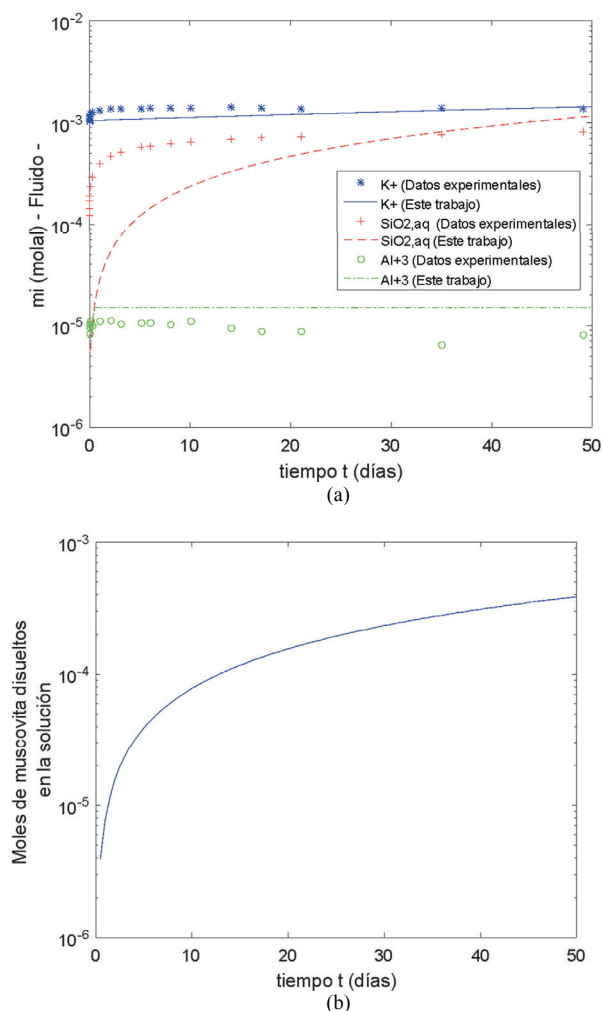 10^-2
10^-3
10^-4
10^-5
10^-6
mi (molal) - Fluido -
K+ (Datos experimentales)
K+ (Este trabajo)
SiO2,aq (Datos experimentales)
SiO2,aq (Este trabajo)
Al+3 (Datos experimentales)
Al+3 (Este trabajo)
0 10 20 30 40 50
tiempo t (días)
(a)
10^-3
10^-4
10^-5
10^-6
Moles de muscovita disueltos
en la solución
0 10 20 30 40 50
tiempo t (días)
(b)